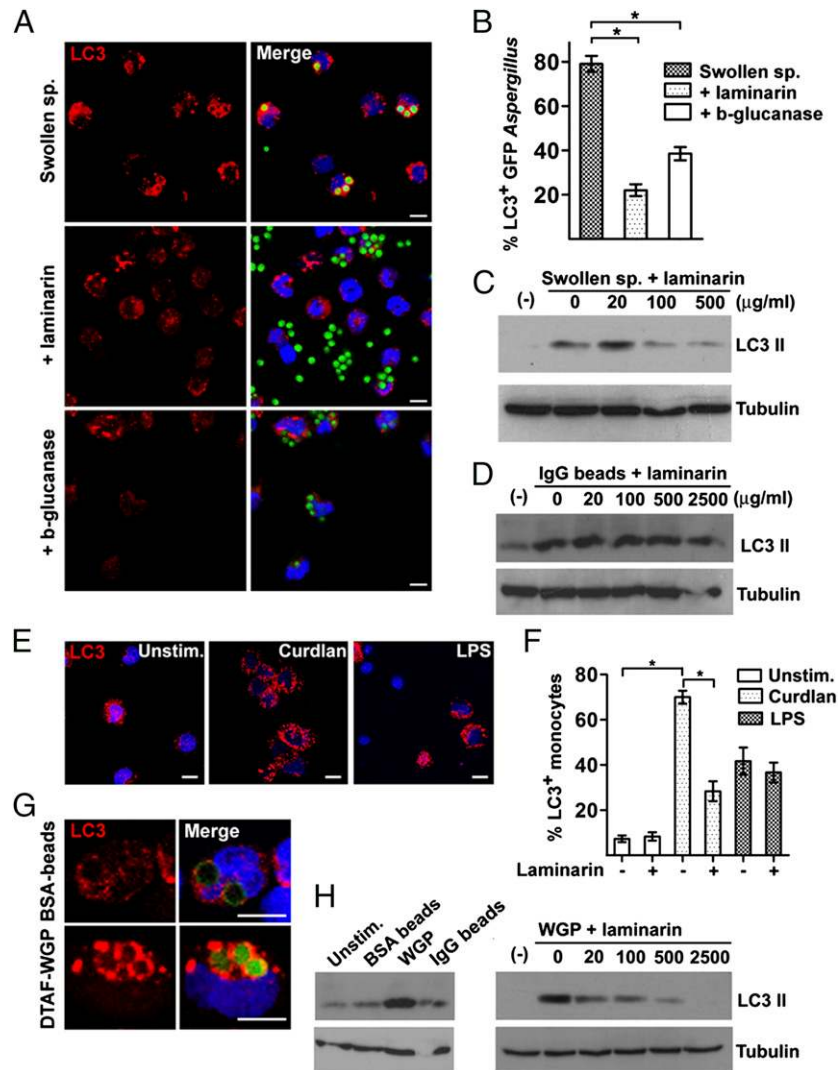 A
LC3
Merge
Swollen sp.
+ laminarin
+ b-glucanase
B
% LC3+ GFP Aspergillus
80
60
40
20
*
*
Swollen sp.
+ laminarin
+ b-glucanase
C
Swollen sp. + laminarin
(-) 0 20 100 500 (μg/ml)
LC3 II
Tubulin
D
IgG beads + laminarin
(-) 0 20 100 500 2500 (μg/ml)
LC3 II
Tubulin
E
LC3
Unstim.
Curdlan
LPS
F
% LC3+ monocytes
80
60
40
20
*
*
Unstim.
Curdlan
LPS
Laminarin - + - + - +
G
LC3
Merge
BSA-beads
DTAF-WGP
H
Unstim.
BSA beads
WGP
IgG beads
WGP + laminarin
(-) 0 20 100 500 2500
LC3 II
Tubulin